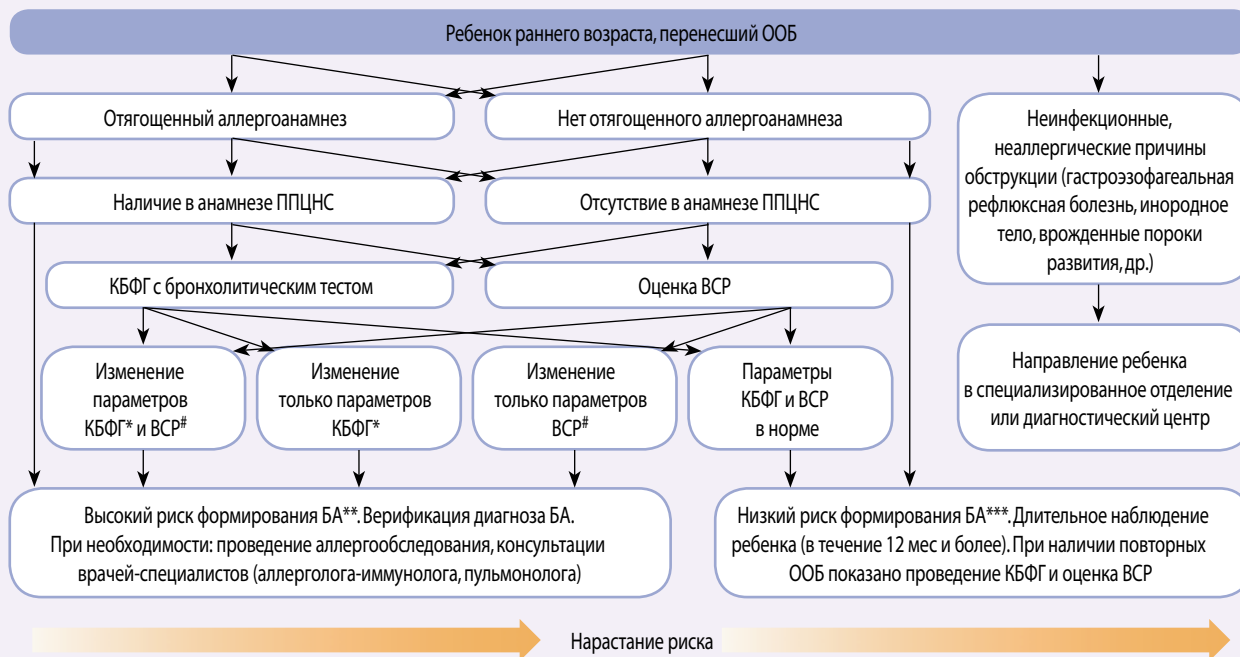 Ребенок раннего возраста, перенесший ООБ
Отягощенный аллергоанамнез
Нет отягощенного аллергоанамнеза
Наличие в анамнезе ППЦНС
Отсутствие в анамнезе ППЦНС
КБФГ с бронхолитическим тестом
Оценка ВСР
Изменение
параметров
КБФГ* и ВСР#
Изменение
только параметров
КБФГ*
Изменение
только параметров
ВСР#
Параметры
КБФГ и ВСР
в норме
Неинфекционные,
неаллергические причины
обструкции (гастроэзофагеальная
рефлюксная болезнь, инородное
тело, врожденные пороки
развития, др.)
Направление ребенка
в специализированное отделение
или диагностический центр
Высокий риск формирования БА**. Верификация диагноза БА.
При необходимости: проведение аллергообследования, консультации
врачей-специалистов (аллерголога-иммунолога, пульмонолога)
Низкий риск формирования БА***. Длительное наблюдение
ребенка (в течение 12 мес и более). При наличии повторных
ООБ показано проведение КБФГ и оценка ВСР
Нарастание риска